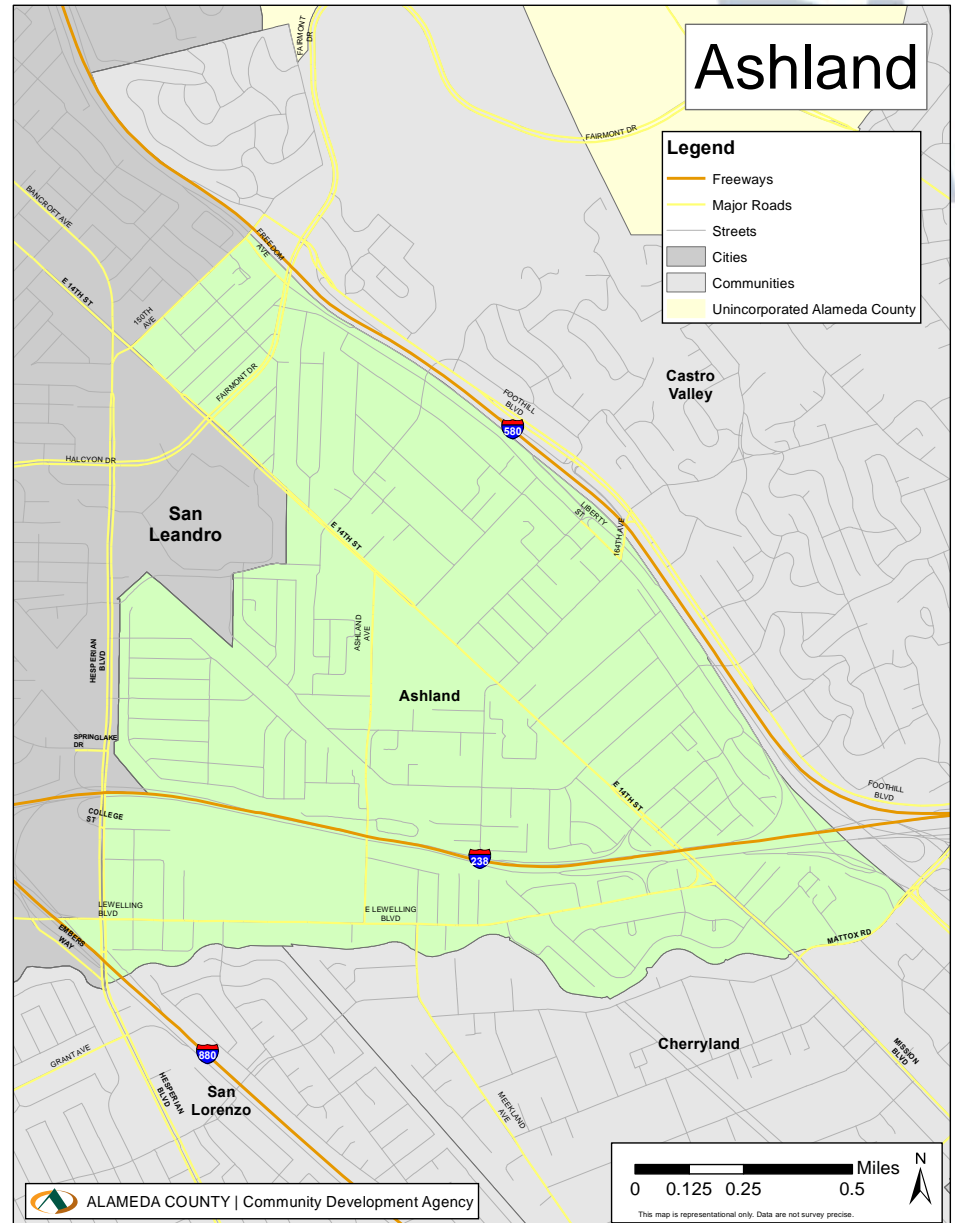 Ashland
FAIRMONT
DR
FAIRMONT DR
Legend
Freeways
Major Roads
Streets
Cities
Communities
Unincorporated Alameda County
BANCROFT AVE
FREEDOM
AVE
E 14TH ST
150TH
AVE
FAIRMONT DR
Castro
Valley
FOOTHILL
BLVD
580
HALCYON DR
San
Leandro
LIBERTY
ST
164TH AVE
E 14TH ST
ASHLAND
AVE
HESPERIAN
BLVD
Ashland
SPRINGLAKE
DR
E 14TH ST
FOOTHILL
BLVD
COLLEGE
ST
238
LEWELLING
BLVD
E LEWELLING
BLVD
EMBERS
WAY
MATTOX RD
Cherryland
MISSION
BLVD
880
GRANT AVE
HESPERIAN
BLVD
San
Lorenzo
MEEKLAND
AVE
Miles
N
0 0.125 0.25 0.5
This map is representational only. Data are not survey precise.
ALAMEDA COUNTY | Community Development Agency